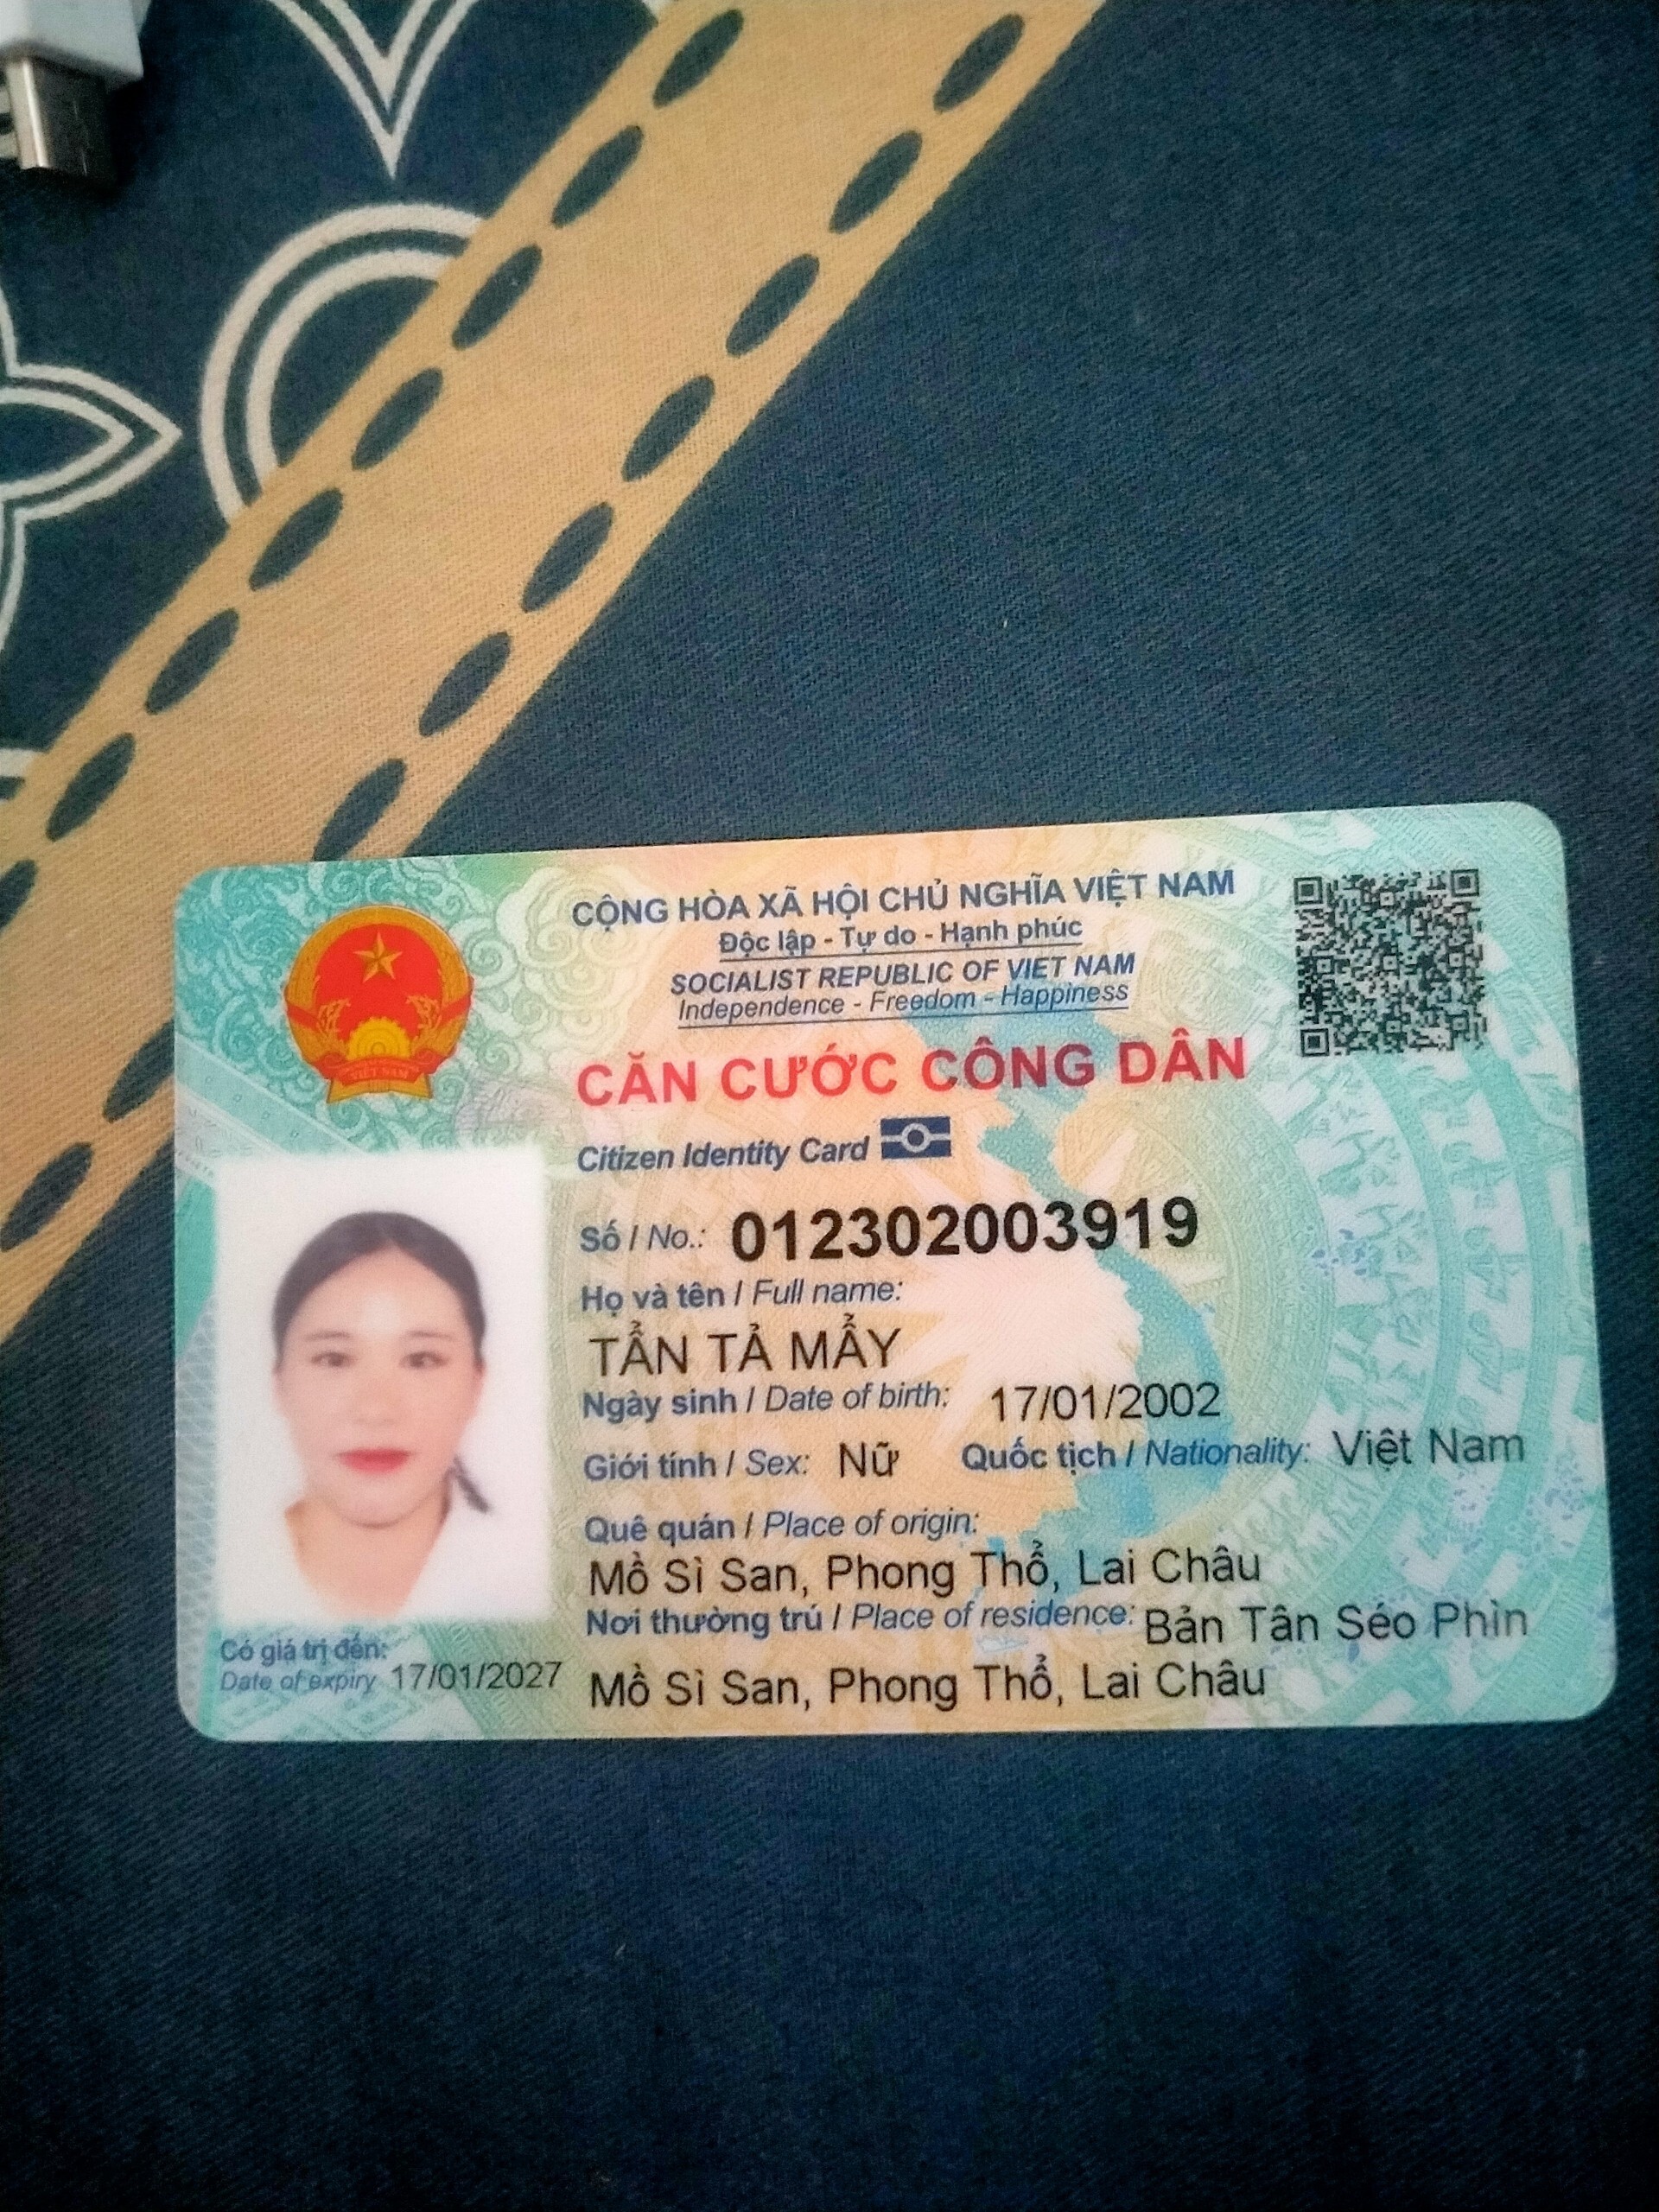 CỘNG HÒA XÃ HỘI CHỦ NGHĨA VIỆT NAM
Độc lập - Tự do - Hạnh phúc
SOCIALIST REPUBLIC OF VIET NAM
Independence - Freedom - Happiness
CĂN CƯỚC CÔNG DÂN
Citizen Identity Card
Số / No.: 012302003919
Họ và tên / Full name:
TẨN TẢ MẨY
Ngày sinh / Date of birth: 17/01/2002
Giới tính / Sex: Nữ Quốc tịch / Nationality: Việt Nam
Quê quán / Place of origin:
Mồ Sì San, Phong Thổ, Lai Châu
Nơi thường trú / Place of residence: Bản Tân Séo Phìn
Mồ Sì San, Phong Thổ, Lai Châu
Có giá trị đến:
Date of expiry 17/01/2027
VIỆT NAM